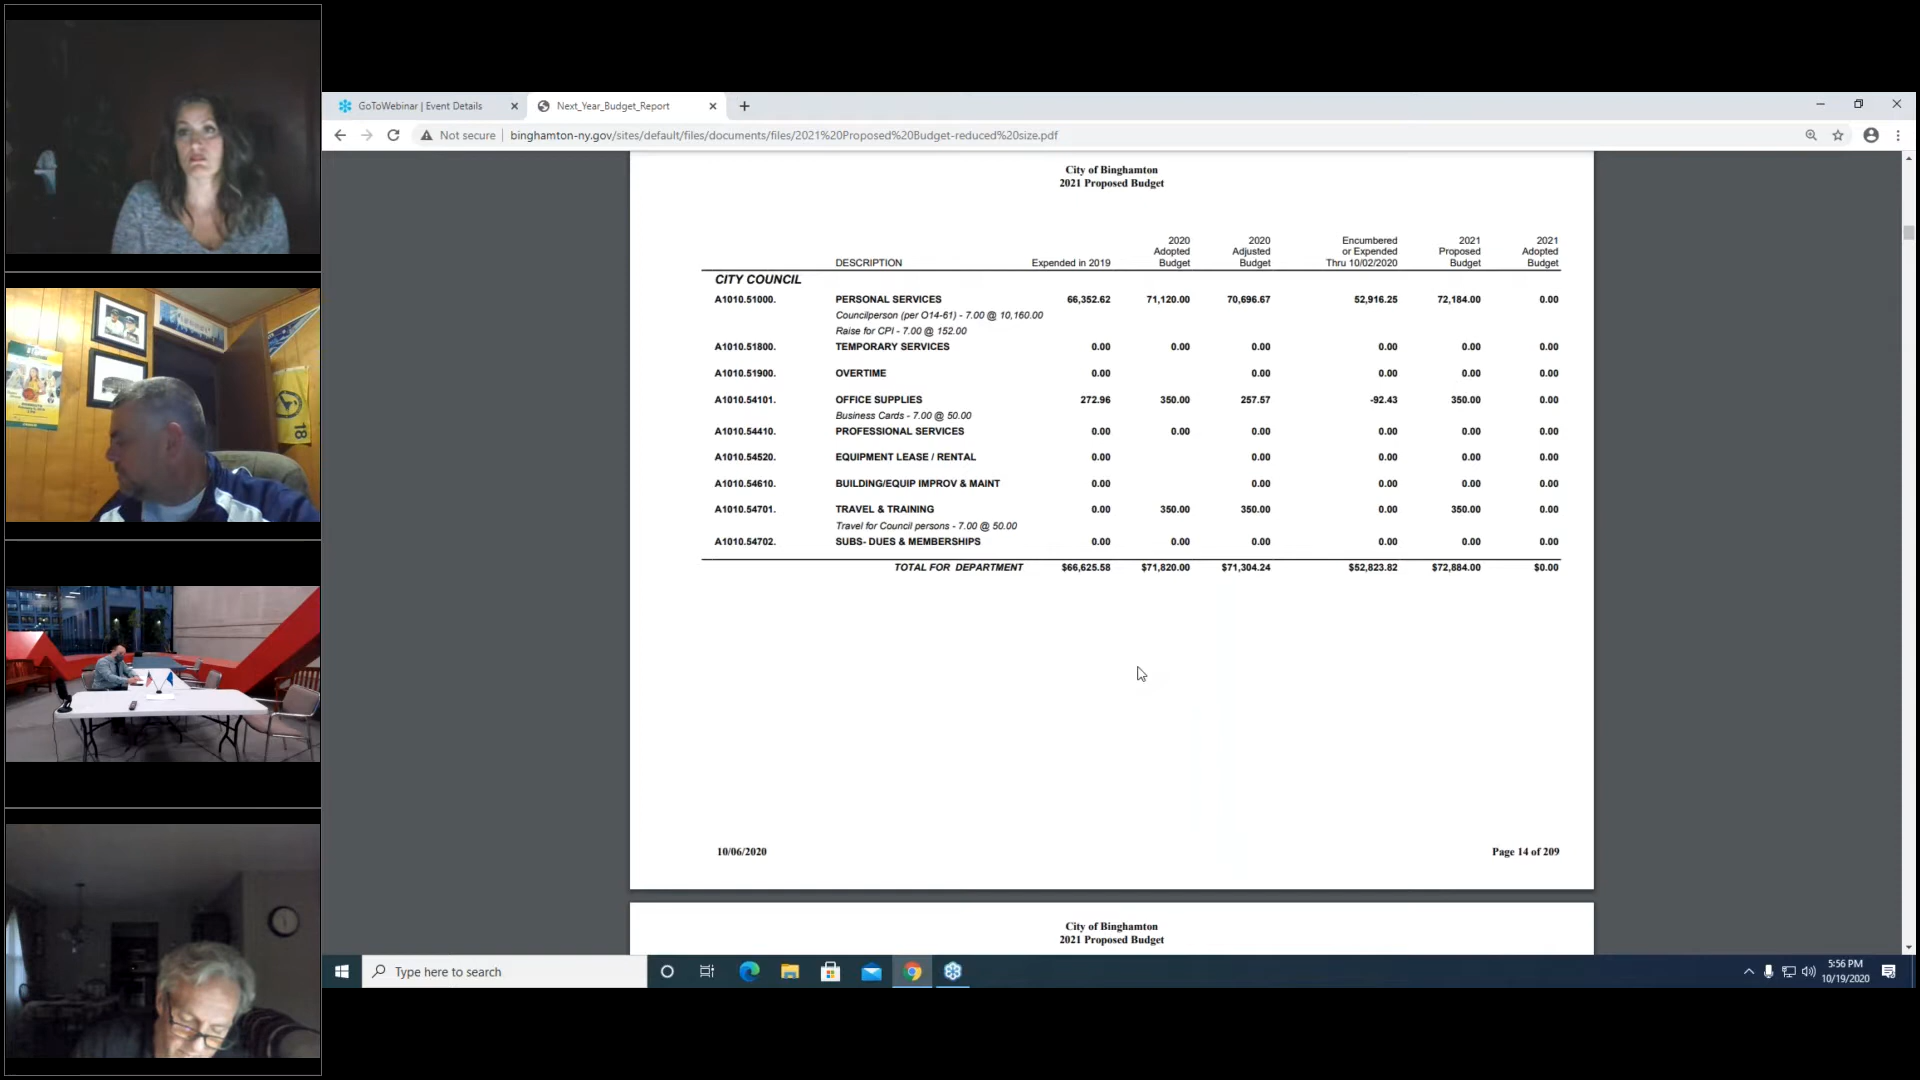 GoToWebinar | Event Details
Next_Year_Budget_Report
Not secure
binghamton-ny.gov/sites/default/files/documents/files/2021%20Proposed%20Budget-reduced%20size.pdf
City of Binghamton
2021 Proposed Budget
DESCRIPTION Expended in 2019 2020 Adopted Budget 2020 Adjusted Budget Encumbered or Expended Thru 10/02/2020 2021 Proposed Budget 2021 Adopted Budget
CITY COUNCIL
A1010.51000. PERSONAL SERVICES 66,352.62 71,120.00 70,696.67 52,916.25 72,184.00 0.00
Councilperson (per O14-61) - 7.00 @ 10,160.00
Raise for CPI - 7.00 @ 152.00
A1010.51800. TEMPORARY SERVICES 0.00 0.00 0.00 0.00 0.00 0.00
A1010.51900. OVERTIME 0.00 0.00 0.00 0.00 0.00
A1010.54101. OFFICE SUPPLIES 272.96 350.00 257.57 -92.43 350.00 0.00
Business Cards - 7.00 @ 50.00
A1010.54410. PROFESSIONAL SERVICES 0.00 0.00 0.00 0.00 0.00 0.00
A1010.54520. EQUIPMENT LEASE / RENTAL 0.00 0.00 0.00 0.00 0.00
A1010.54610. BUILDING/EQUIP IMPROV & MAINT 0.00 0.00 0.00 0.00 0.00
A1010.54701. TRAVEL & TRAINING 0.00 350.00 350.00 0.00 350.00 0.00
Travel for Council persons - 7.00 @ 50.00
A1010.54702. SUBS- DUES & MEMBERSHIPS 0.00 0.00 0.00 0.00 0.00 0.00
TOTAL FOR DEPARTMENT $66,625.58 $71,820.00 $71,304.24 $52,823.82 $72,884.00 $0.00
10/06/2020 Page 14 of 209
City of Binghamton
2021 Proposed Budget
Type here to search
5:56 PM
10/19/2020
18